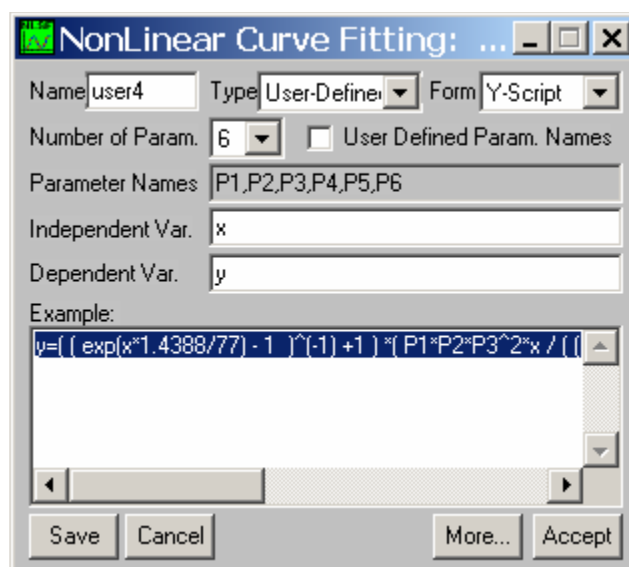 NonLinear Curve Fitting: ...
Name user4 Type User-Define Form Y-Script
Number of Param. 6 User Defined Param. Names
Parameter Names P1,P2,P3,P4,P5,P6
Independent Var. x
Dependent Var. y
Example:
y=( ( exp(x*1.4388/77) - 1 )^(-1) +1 ) *( P1*P2*P3^2*x / ( (
Save Cancel More... Accept